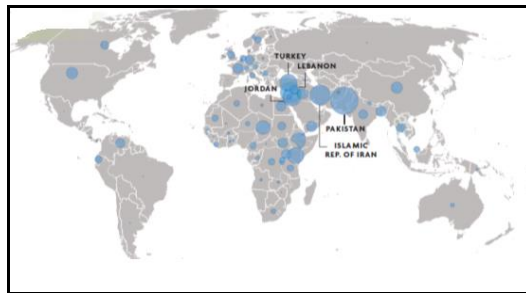 TURKEY
LEBANON
JORDAN
PAKISTAN
ISLAMIC
REP. OF IRAN